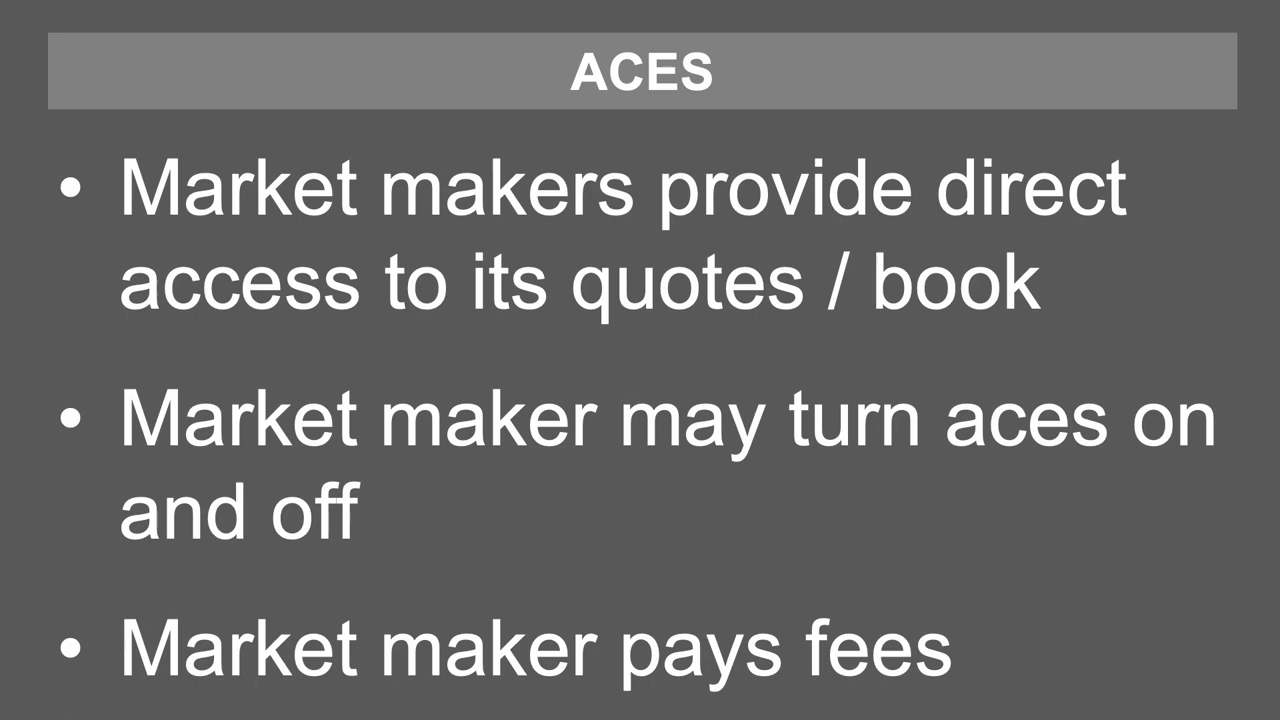 ACES
• Market makers provide direct
access to its quotes / book
• Market maker may turn aces on
and off
• Market maker pays fees